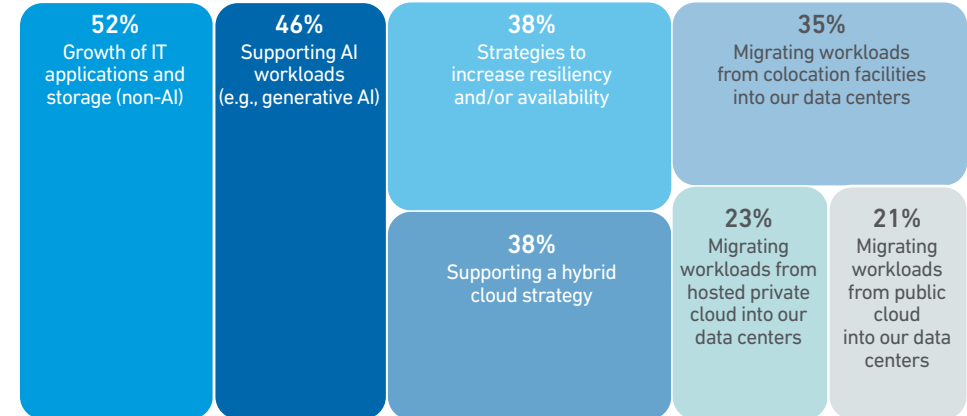 52%
Growth of IT
applications and
storage (non-AI)
46%
Supporting AI
workloads
(e.g., generative AI)
38%
Strategies to
increase resiliency
and/or availability
35%
Migrating workloads
from colocation facilities
into our data centers
38%
Supporting a hybrid
cloud strategy
23%
Migrating
workloads from
hosted private
cloud into our
data centers
21%
Migrating
workloads
from public
cloud
into our data
centers